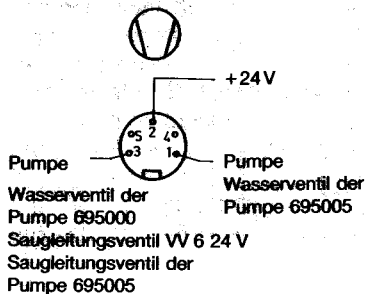 +24V
5 2 4
3 1
Pumpe
Wasserventil der
Pumpe 695000
Saugleitungsventil VV 6 24 V
Saugleitungsventil der
Pumpe 695005
Pumpe
Wasserventil der
Pumpe 695005